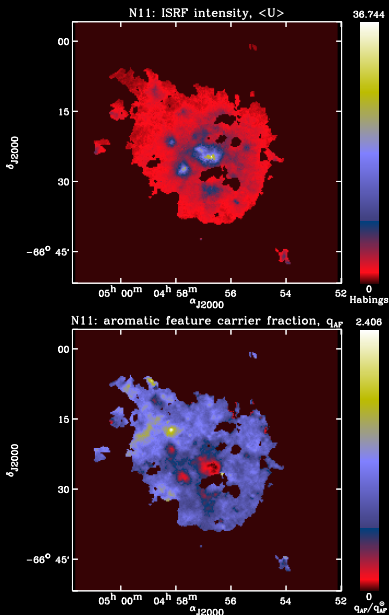 N11: ISRF intensity, <U>
36.744
00
15
30
−66° 45'
δJ2000
05h 00m 04h 58m 56 54 52
αJ2000
0
Habings
N11: aromatic feature carrier fraction, qAF
2.406
00
15
30
−66° 45'
δJ2000
05h 00m 04h 58m 56 54 52
αJ2000
0